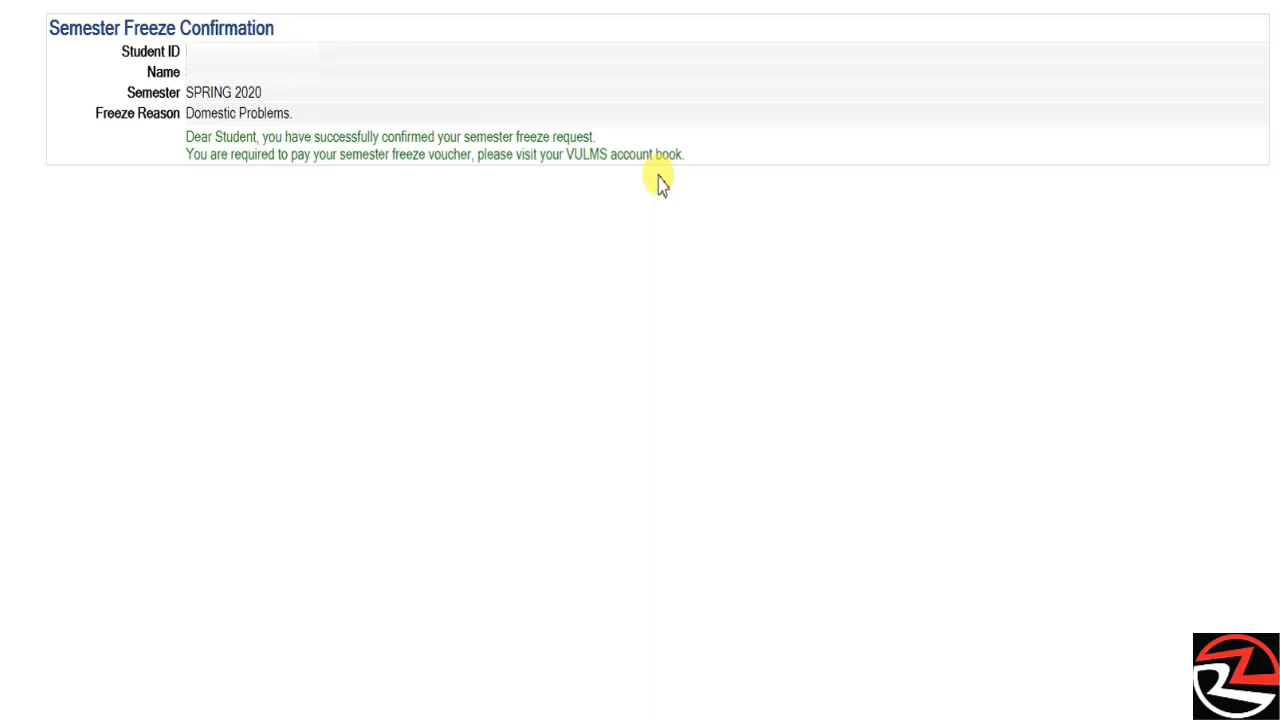 Semester Freeze Confirmation
Student ID
Name
Semester SPRING 2020
Freeze Reason Domestic Problems.
Dear Student, you have successfully confirmed your semester freeze request.
You are required to pay your semester freeze voucher, please visit your VULMS account book.